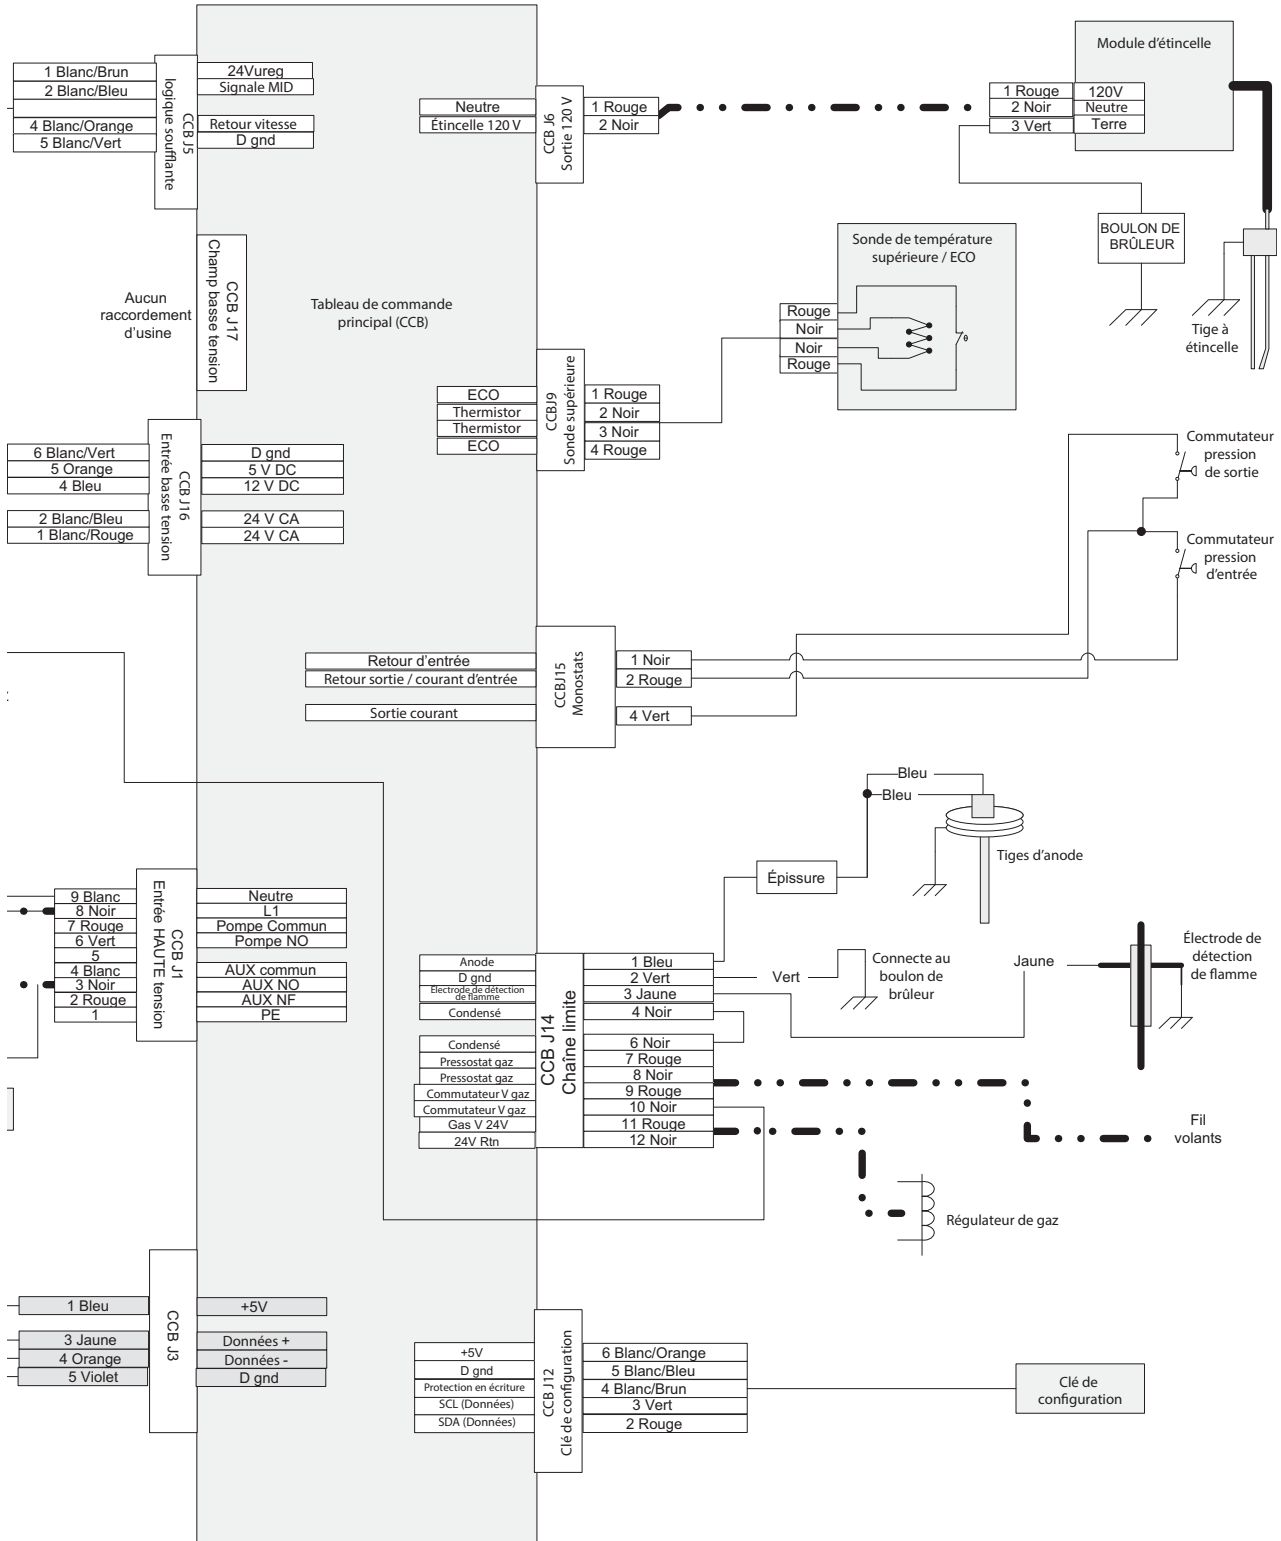 1 Blanc/Brun
2 Blanc/Bleu
4 Blanc/Orange
5 Blanc/Vert
CCB J5
logique soufflante
24Vureg
Signale MID
Retour vitesse
D gnd
Neutre
Étincelle 120 V
CCB J6
Sortie 120 V
1 Rouge
2 Noir
Module d'étincelle
1 Rouge
2 Noir
3 Vert
120V
Neutre
Terre
BOULON DE
BRÛLEUR
Tige à
étincelle
Aucun
raccordement
d'usine
CCB J17
Champ basse tension
Tableau de commande
principal (CCB)
Sonde de température
supérieure / ECO
Rouge
Noir
Noir
Rouge
θ
ECO
Thermistor
Thermistor
ECO
CCBJ9
Sonde supérieure
1 Rouge
2 Noir
3 Noir
4 Rouge
6 Blanc/Vert
5 Orange
4 Bleu
2 Blanc/Bleu
1 Blanc/Rouge
CCB J16
Entrée basse tension
D gnd
5 V DC
12 V DC
24 V CA
24 V CA
Commutateur
pression
de sortie
Commutateur
pression
d'entrée
Retour d'entrée
Retour sortie / courant d'entrée
Sortie courant
CCBJ15
Monostats
1 Noir
2 Rouge
4 Vert
Bleu
Bleu
Tiges d'anode
Épissure
9 Blanc
8 Noir
7 Rouge
6 Vert
5
4 Blanc
3 Noir
2 Rouge
1
CCB J1
Entrée HAUTE tension
Neutre
L1
Pompe Commun
Pompe NO
AUX commun
AUX NO
AUX NF
PE
Anode
D gnd
Électrode de détection
de flamme
Condensé
Condensé
Pressostat gaz
Pressostat gaz
Commutateur V gaz
Commutateur V gaz
Gas V 24V
24V Rtn
CCB J14
Chaîne limite
1 Bleu
2 Vert
3 Jaune
4 Noir
6 Noir
7 Rouge
8 Noir
9 Rouge
10 Noir
11 Rouge
12 Noir
Vert
Connecte au
boulon de
brûleur
Jaune
Électrode de
détection
de flamme
Fil
volants
Régulateur de gaz
1 Bleu
3 Jaune
4 Orange
5 Violet
CCB J3
+5V
Données +
Données -
D gnd
+5V
D gnd
Protection en écriture
SCL (Données)
SDA (Données)
CCB J12
Clé de configuration
6 Blanc/Orange
5 Blanc/Bleu
4 Blanc/Brun
3 Vert
2 Rouge
Clé de
configuration